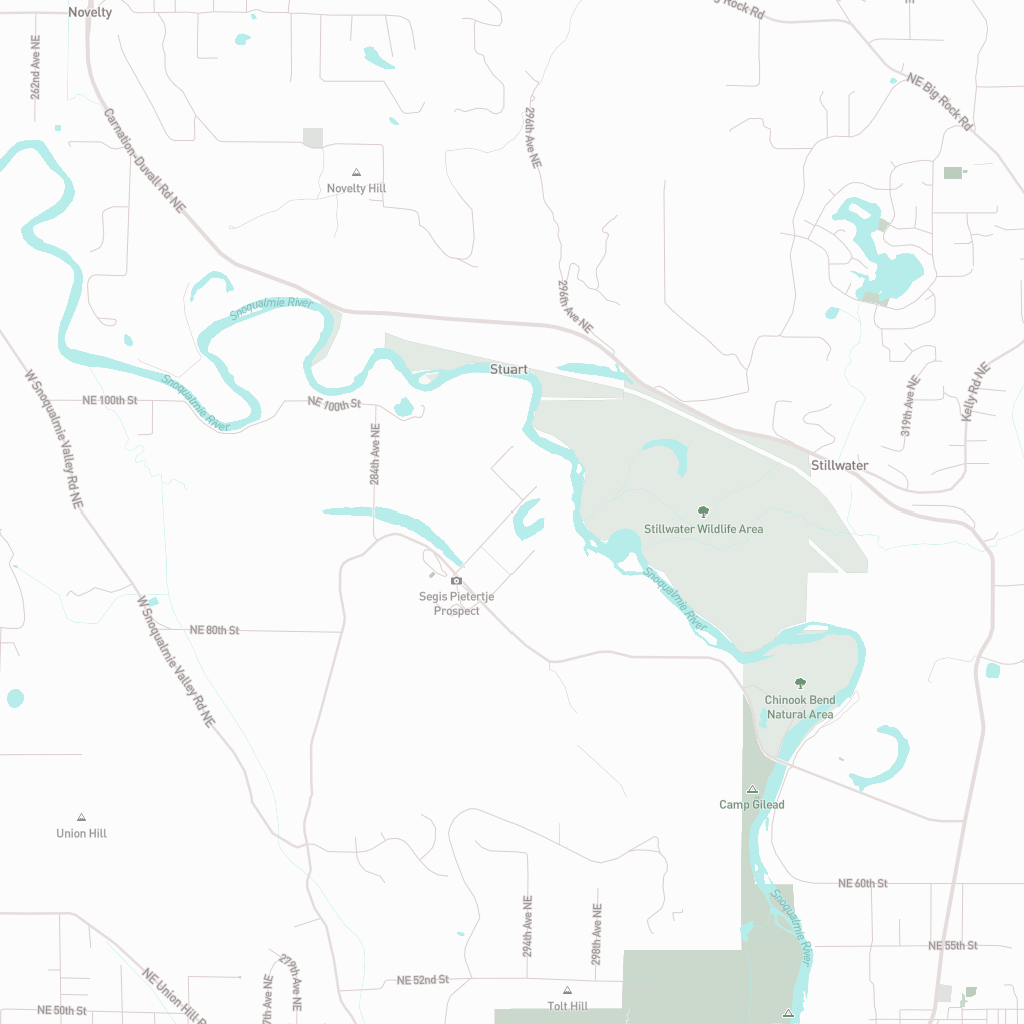 Novelty
Rock Rd
262nd Ave NE
NE Big Rock Rd
Carnation-Duvall Rd NE
296th Ave NE
Novelty Hill
296th Ave NE
Snoqualmie River
Stuart
W Snoqualmie Valley Rd NE
Snoqualmie River
NE 100th St
NE 100th St
319th Ave NE
Kelly Rd NE
284th Ave NE
Stillwater
Stillwater Wildlife Area
Segis Pietertje
Prospect
Snoqualmie River
W Snoqualmie Valley Rd NE
NE 80th St
Chinook Bend
Natural Area
Camp Gilead
Union Hill
NE 60th St
Snoqualmie River
294th Ave NE
298th Ave NE
NE 55th St
279th Ave NE
NE 52nd St
NE Union Hill
Tolt Hill
7th Ave NE
NE 50th St